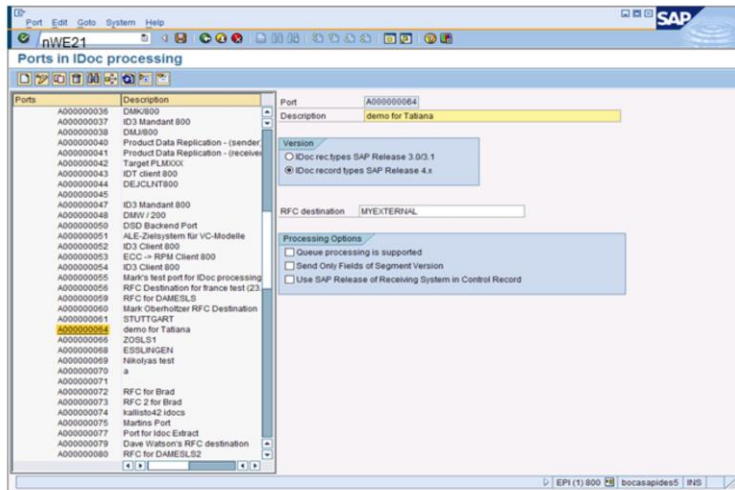 Port Edit Goto System Help
SAP
nWE21
Ports in IDoc processing
Ports Description
A000000036 DMK/800
A000000037 ID3 Mandant 800
A000000038 DMJ/800
A000000040 Product Data Replication - (sender,
A000000041 Product Data Replication - (receiver
A000000042 Target PLMXXX
A000000043 IDT client 800
A000000044 DEJCLNT800
A000000045
A000000047 ID3 Mandant 800
A000000048 DMW / 200
A000000050 DSD Backend Port
A000000051 ALE-Zielsystem für VC-Modelle
A000000052 ID3 Client 800
A000000053 ECC -> RPM Client 800
A000000054 ID3 Client 800
A000000055 Mark's test port for IDoc processing
A000000056 RFC Destination for france test (23.
A000000059 RFC for DAMESLS
A000000060 Mark Oberholtzer RFC Destination
A000000061 STUTTGART
A000000064 demo for Tatiana
A000000066 ZOSLS1
A000000068 ESSLINGEN
A000000069 Nikolyas test
A000000070 a
A000000071
A000000072 RFC for Brad
A000000073 RFC 2 for Brad
A000000074 kallisto42 idocs
A000000075 Martins Port
A000000077 Port for Idoc Extract
A000000079 Dave Watson's RFC destination
A000000080 RFC for DAMESLS2
Port A000000064
Description demo for Tatiana
Version
IDoc rec.types SAP Release 3.0/3.1
IDoc record types SAP Release 4.x
RFC destination MYEXTERNAL
Processing Options
Queue processing is supported
Send Only Fields of Segment Version
Use SAP Release of Receiving System in Control Record
EPI (1) 800 bocasapides5 INS